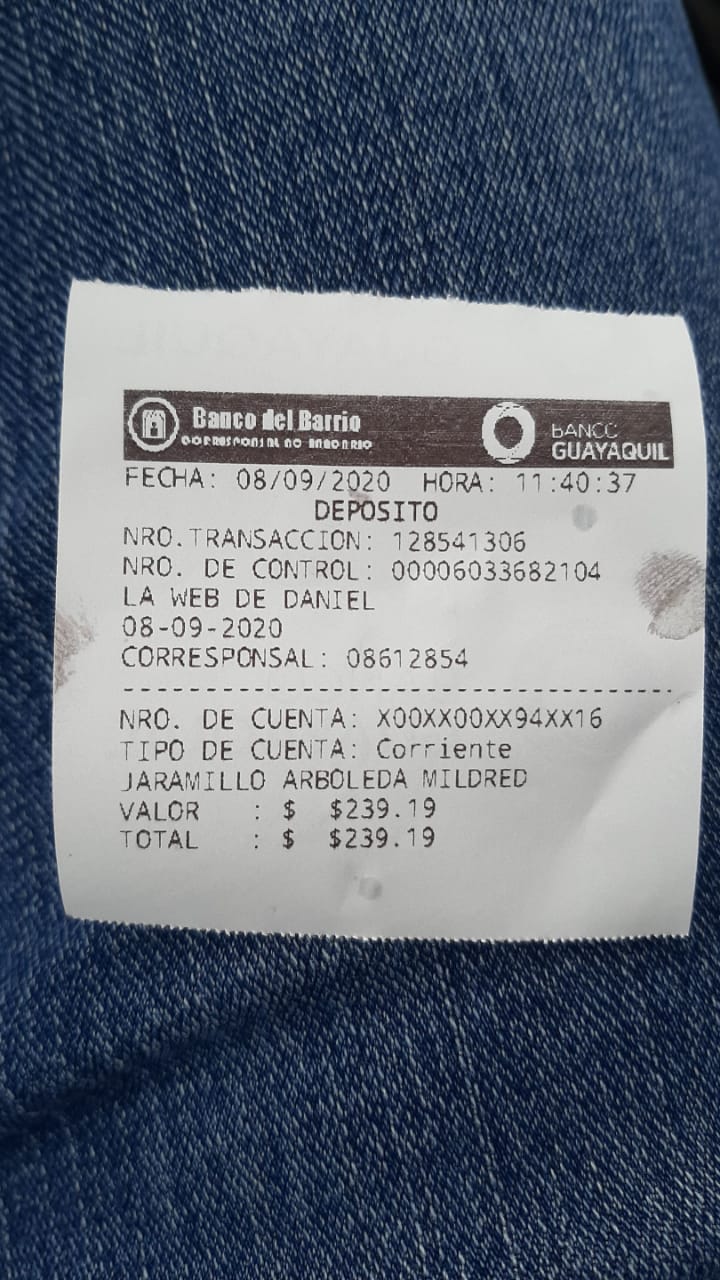 Banco del Barrio
CORRESPONSAL NO BANCARIO
BANCO
GUAYAQUIL
FECHA: 08/09/2020 HORA: 11:40:37
DEPOSITO
NRO.TRANSACCION: 128541306
NRO. DE CONTROL: 00006033682104
LA WEB DE DANIEL
08-09-2020
CORRESPONSAL: 08612854
NRO. DE CUENTA: X00XX00XX94XX16
TIPO DE CUENTA: Corriente
JARAMILLO ARBOLEDA MILDRED
VALOR : $ $239.19
TOTAL : $ $239.19